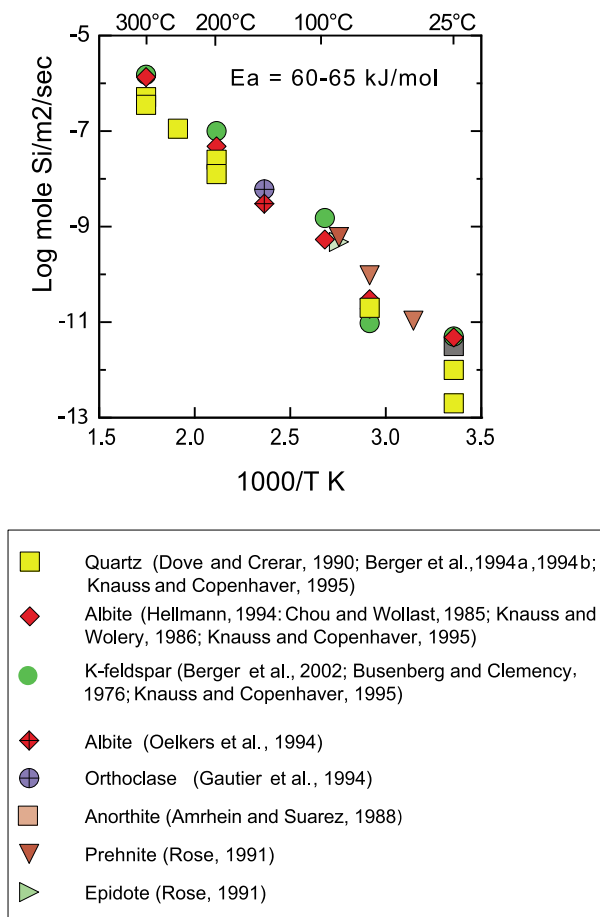 300°C 200°C 100°C 25°C
-5
Ea = 60-65 kJ/mol
-7
-9
-11
-13
Log mole Si/m2/sec
1.5 2.0 2.5 3.0 3.5
1000/T K
Quartz (Dove and Crerar, 1990; Berger et al.,1994a,1994b;
Knauss and Copenhaver, 1995)
Albite (Hellmann, 1994: Chou and Wollast, 1985; Knauss and
Wolery, 1986; Knauss and Copenhaver, 1995)
K-feldspar (Berger et al., 2002; Busenberg and Clemency,
1976; Knauss and Copenhaver, 1995)
Albite (Oelkers et al., 1994)
Orthoclase (Gautier et al., 1994)
Anorthite (Amrhein and Suarez, 1988)
Prehnite (Rose, 1991)
Epidote (Rose, 1991)